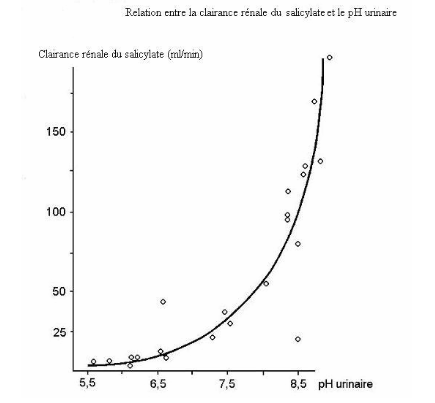 Relation entre la clairance rénale du salicylate et le pH urinaire
Clairance rénale du salicylate (ml/min)
150
100
50
25
5,5
6,5
7,5
8,5
pH urinaire